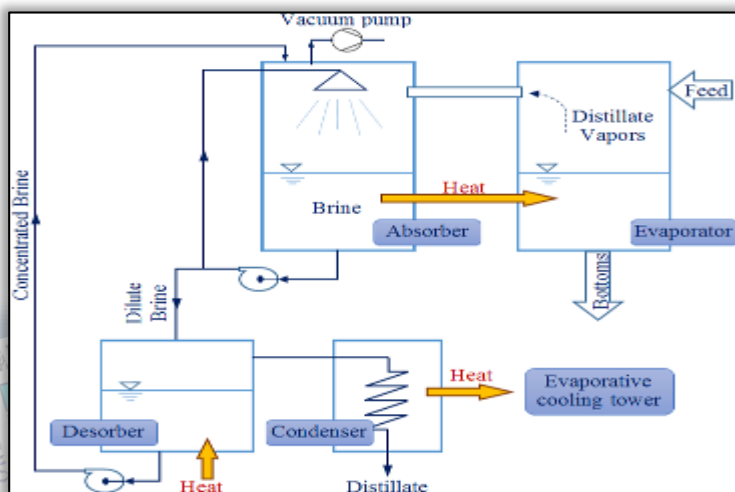 Vacuum pump
Feed
Distillate
Vapors
Heat
Brine
Absorber
Evaporator
Concentrated Brine
Dilute
Brine
Bottoms
Heat
Evaporative
cooling tower
Desorber
Condenser
Heat
Distillate